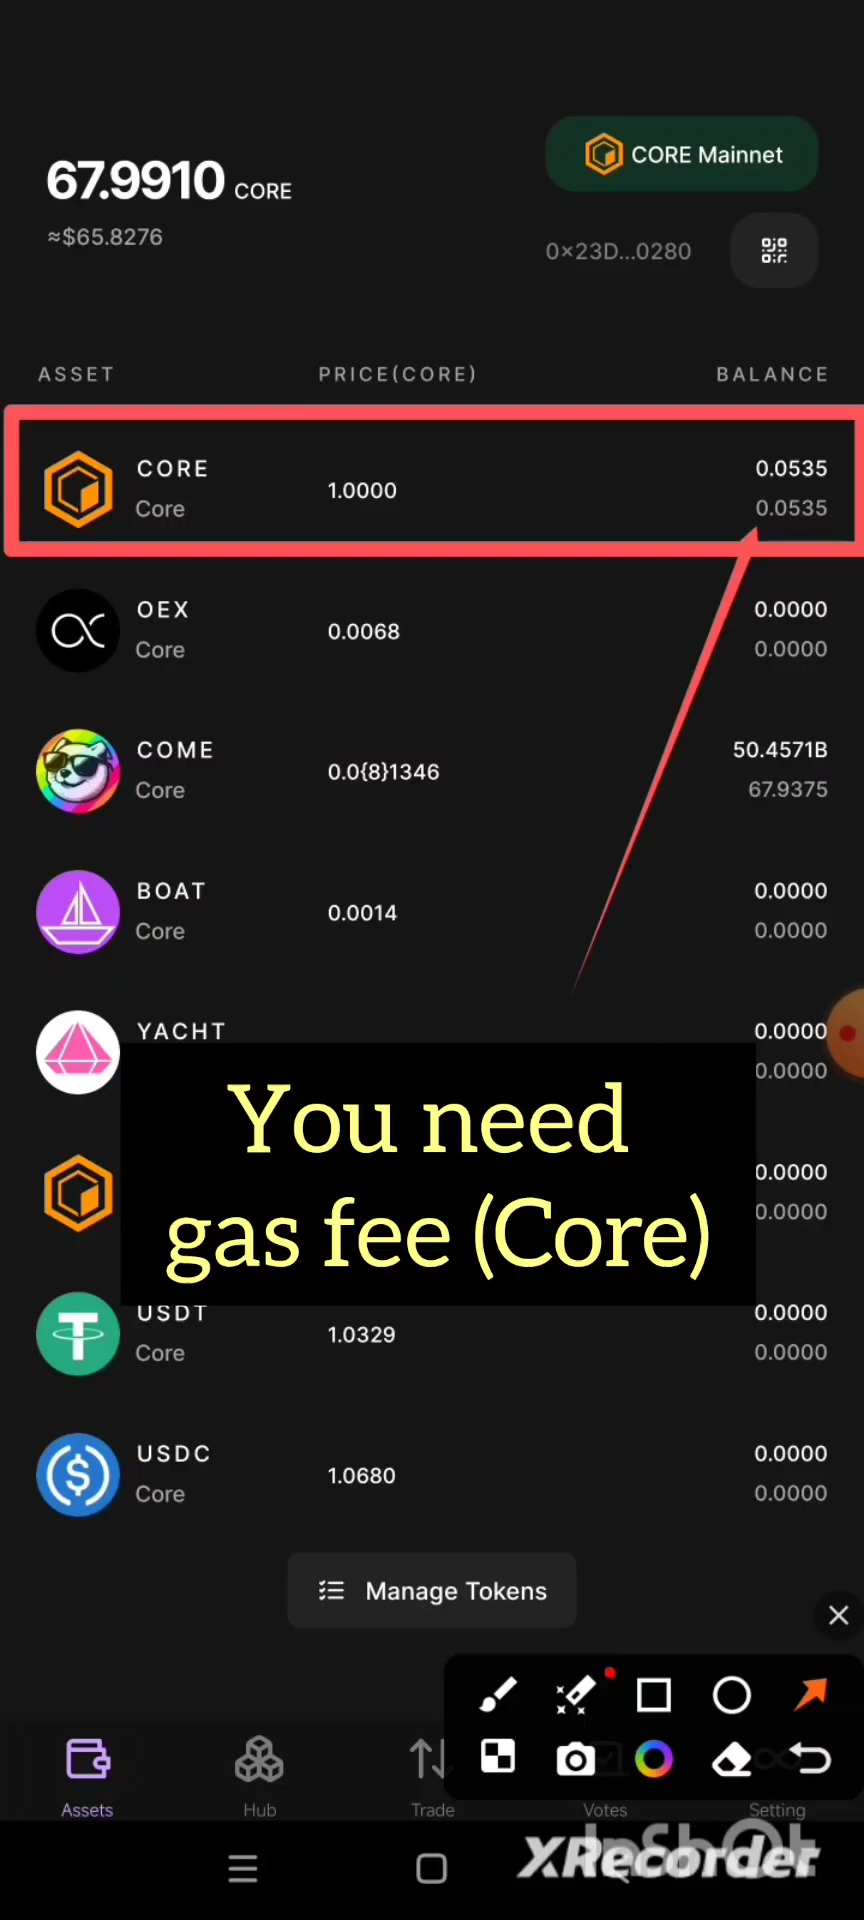 67.9910 CORE
CORE Mainnet
≈$65.8276
0×23D...0280
ASSET PRICE(CORE) BALANCE
CORE 0.0535
Core 1.0000 0.0535
OEX 0.0000
Core 0.0068 0.0000
COME 50.4571B
Core 0.0{8}1346 67.9375
BOAT 0.0000
Core 0.0014 0.0000
YACHT 0.0000
0.0000
You need
gas fee (Core)
0.0000
0.0000
USDT 0.0000
Core 1.0329 0.0000
USDC 0.0000
Core 1.0680 0.0000
Manage Tokens
Assets Hub Trade Votes Setting
InShot
XRecorder